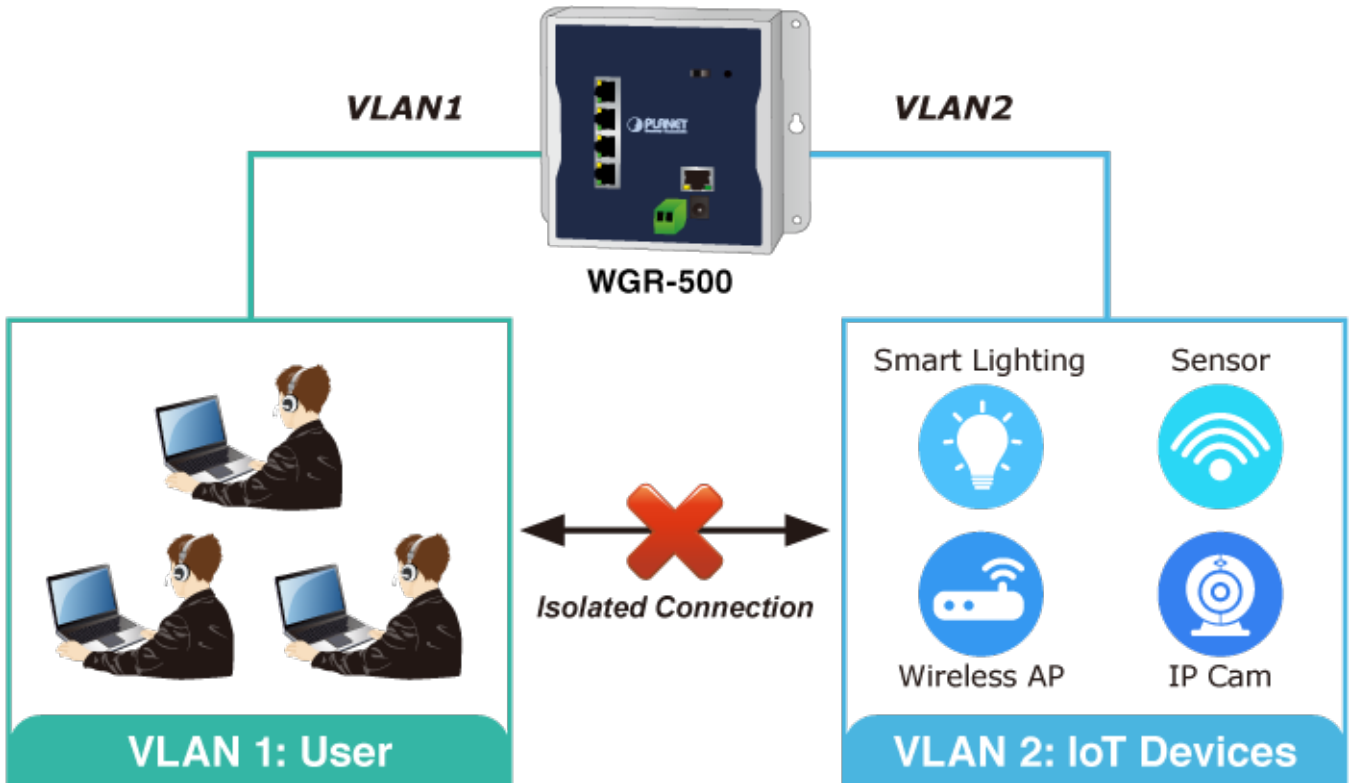 VLAN1
VLAN2
PLANET
WGR-500
Smart Lighting
Sensor
Wireless AP
IP Cam
Isolated Connection
VLAN 1: User
VLAN 2: IoT Devices